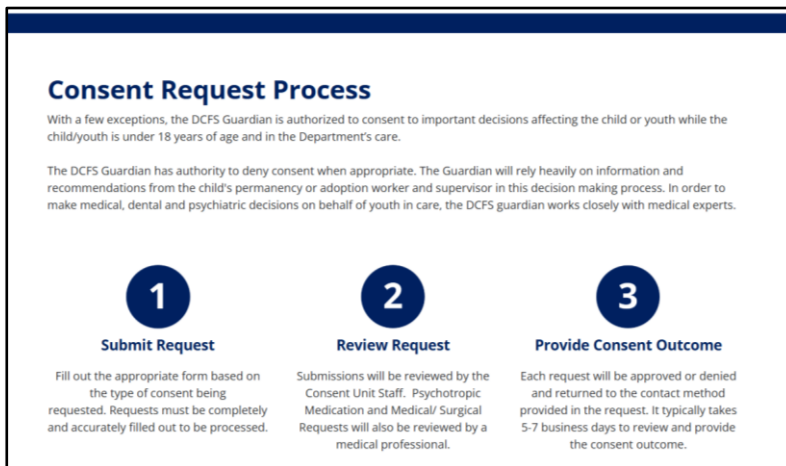 Consent Request Process
With a few exceptions, the DCFS Guardian is authorized to consent to important decisions affecting the child or youth while the
child/youth is under 18 years of age and in the Department's care.
The DCFS Guardian has authority to deny consent when appropriate. The Guardian will rely heavily on information and
recommendations from the child's permanency or adoption worker and supervisor in this decision making process. In order to
make medical, dental and psychiatric decisions on behalf of youth in care, the DCFS guardian works closely with medical experts.
1
Submit Request
Fill out the appropriate form based on
the type of consent being
requested. Requests must be completely
and accurately filled out to be processed.
2
Review Request
Submissions will be reviewed by the
Consent Unit Staff. Psychotropic
Medication and Medical/ Surgical
Requests will also be reviewed by a
medical professional.
3
Provide Consent Outcome
Each request will be approved or denied
and returned to the contact method
provided in the request. It typically takes
5-7 business days to review and provide
the consent outcome.